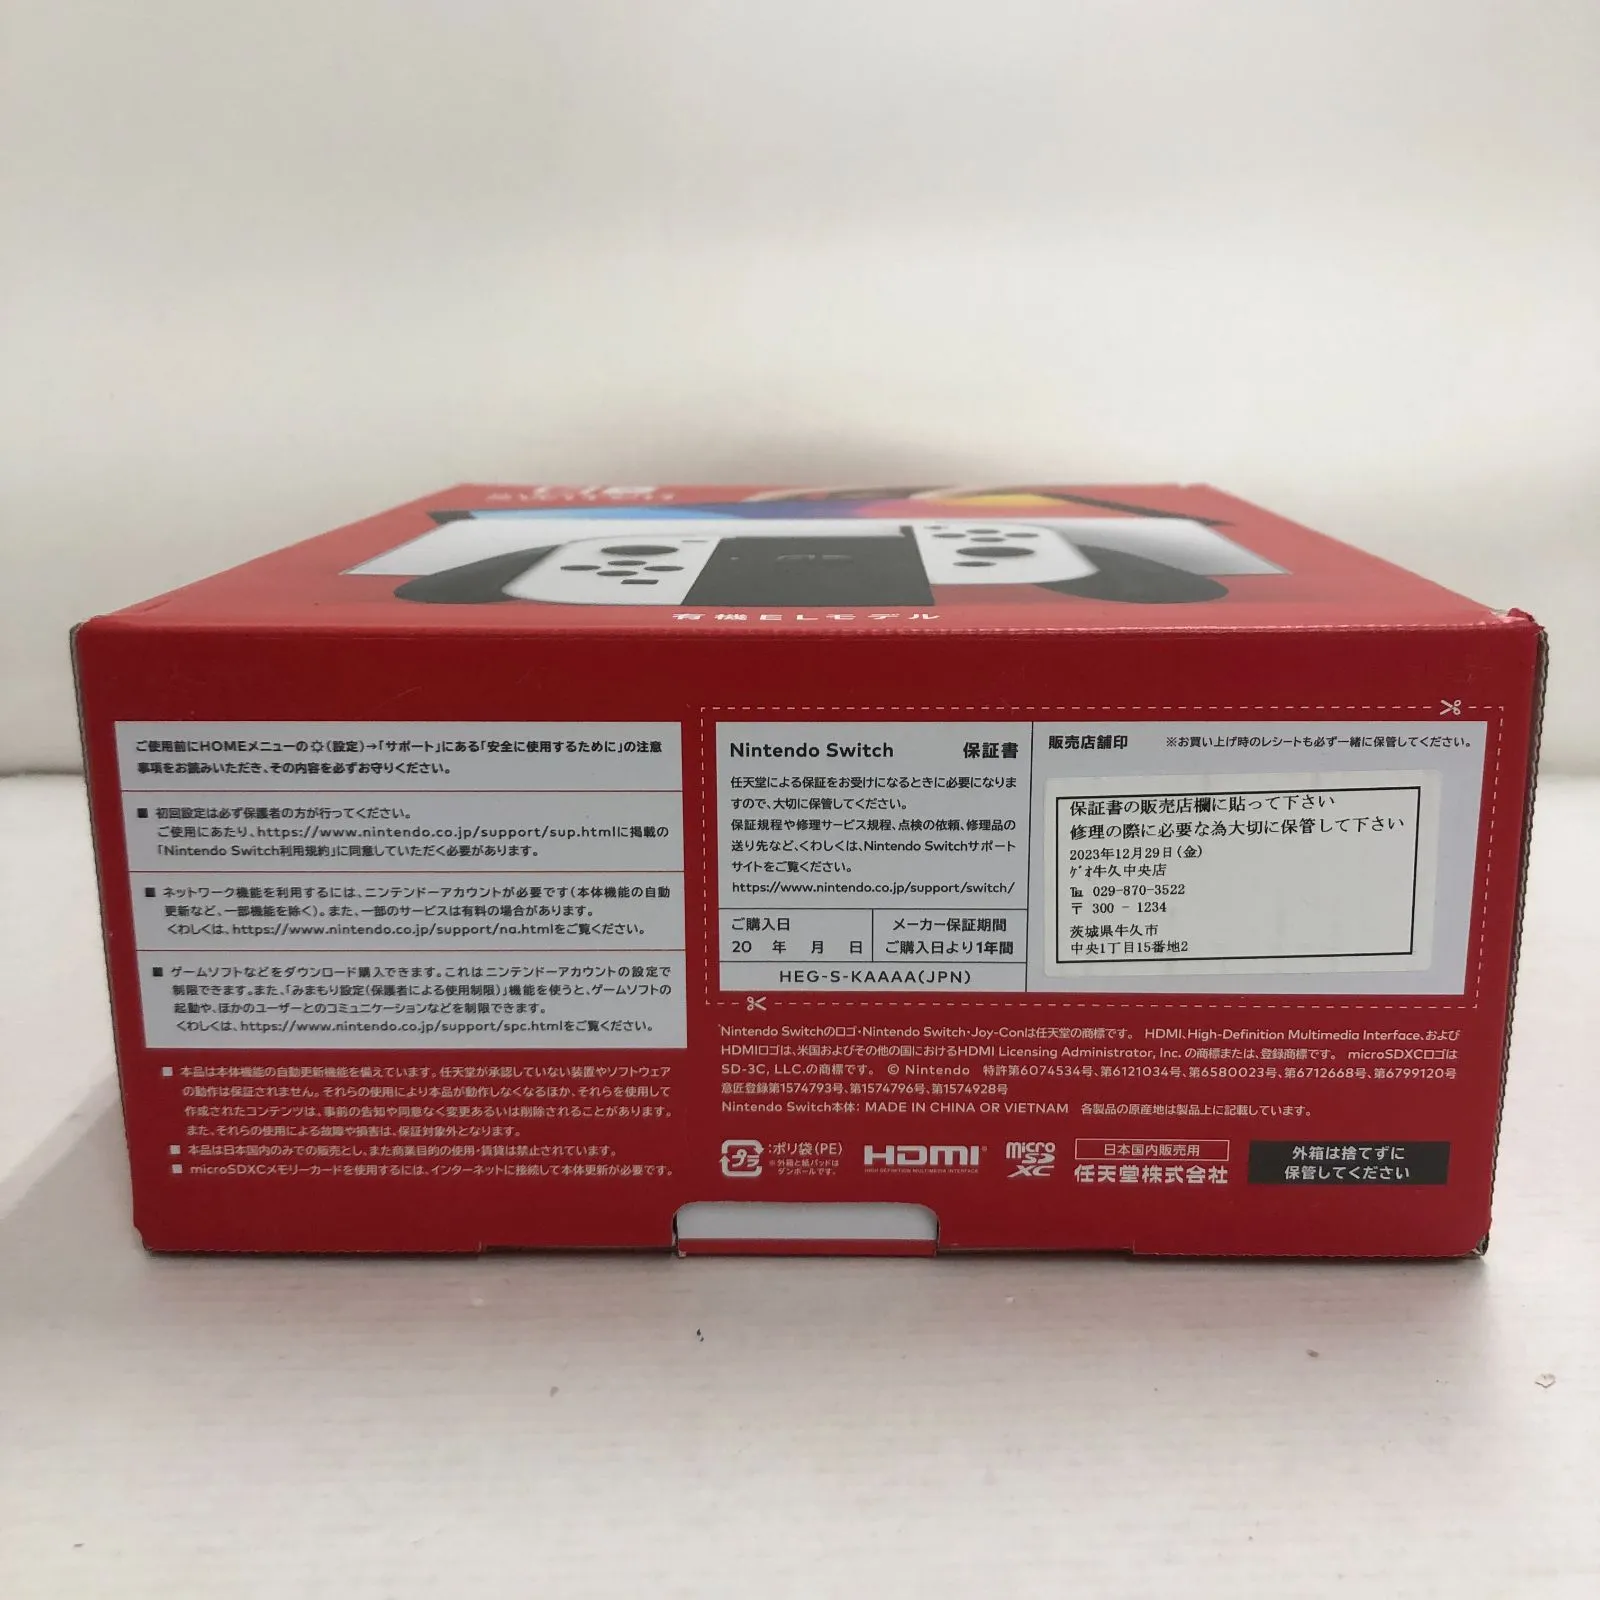 SWITCH
有機ELモデル
ご使用前にHOMEメニューの(設定)→「サポート」にある「安全に使用するために」の注意
事項をお読みいただき、その内容を必ずお守りください。
■ 初回設定は必ず保護者の方が行ってください。
ご使用にあたり、https://www.nintendo.co.jp/support/sup.htmlに掲載の
「Nintendo Switch利用規約」に同意していただく必要があります。
■ ネットワーク機能を利用するには、ニンテンドーアカウントが必要です(本体機能の自動
更新など、一部機能を除く)。また、一部のサービスは有料の場合があります。
くわしくは、https://www.nintendo.co.jp/support/na.htmlをご覧ください。
■ ゲームソフトなどをダウンロード購入できます。これはニンテンドーアカウントの設定で
制限できます。また、「みまもり設定(保護者による使用制限)」機能を使うと、ゲームソフトの
起動や、ほかのユーザーとのコミュニケーションなどを制限できます。
くわしくは、https://www.nintendo.co.jp/support/spc.htmlをご覧ください。
■ 本品は本体機能の自動更新機能を備えています。任天堂が承認していない装置やソフトウェア
の動作は保証されません。それらの使用により本品が動作しなくなるほか、それらを使用して
作成されたコンテンツは、事前の告知や同意なく変更あるいは削除されることがあります。
また、それらの使用による故障や損害は、保証対象外となります。
■ 本品は日本国内のみでの販売とし、また商業目的の使用・賃貸は禁止されています。
■ microSDXCメモリーカードを使用するには、インターネットに接続して本体更新が必要です。
Nintendo Switch 保証書
任天堂による保証をお受けになるときに必要になりま
すので、大切に保管してください。
保証規程や修理サービス規程、点検の依頼、修理品の
送り先など、くわしくは、Nintendo Switchサポート
サイトをご覧ください。
https://www.nintendo.co.jp/support/switch/
ご購入日
20 年 月 日
メーカー保証期間
ご購入日より1年間
HEG-S-KAAAA(JPN)
販売店舗印 ※お買い上げ時のレシートも必ず一緒に保管してください。
保証書の販売店欄に貼って下さい
修理の際に必要な為大切に保管して下さい
2023年12月29日(金)
ｹﾞｵ牛久中央店
℡ 029-870-3522
〒 300 - 1234
茨城県牛久市
中央1丁目15番地2
Nintendo Switchのロゴ・Nintendo Switch・Joy-Conは任天堂の商標です。 HDMI、High-Definition Multimedia Interface、および
HDMIロゴは、米国およびその他の国におけるHDMI Licensing Administrator, Inc. の商標または、登録商標です。 microSDXCロゴは
SD-3C, LLC.の商標です。 © Nintendo 特許第6074534号、第6121034号、第6580023号、第6712668号、第6799120号
意匠登録第1574793号、第1574796号、第1574928号
Nintendo Switch本体: MADE IN CHINA OR VIETNAM 各製品の原産地は製品上に記載しています。
プラ :ポリ袋(PE)
※外箱と紙パッドは
ダンボールです。
HDMI
HIGH-DEFINITION MULTIMEDIA INTERFACE
micro
SD
XC
日本国内販売用
任天堂株式会社
外箱は捨てずに
保管してください